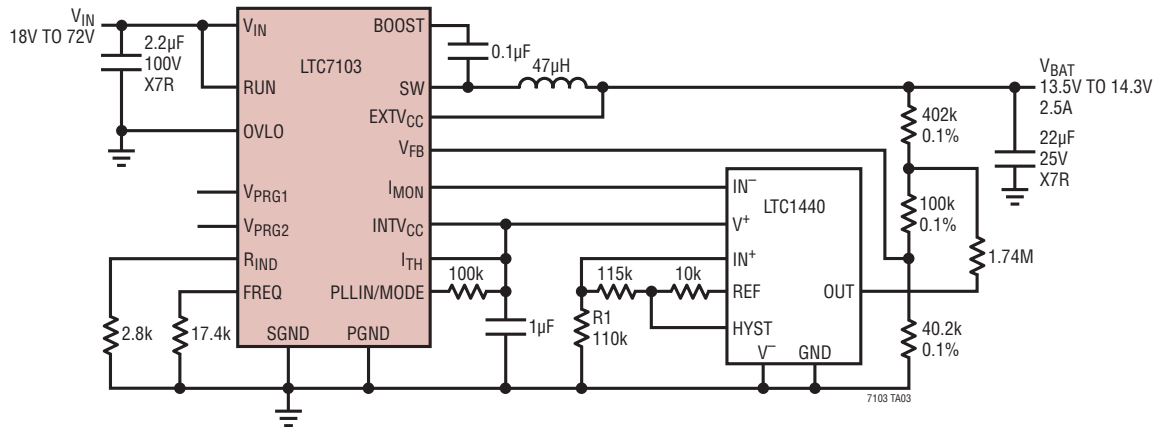 VIN
18V TO 72V
2.2µF
100V
X7R
VIN
BOOST
0.1µF
LTC7103
RUN
SW
47µH
VBAT
13.5V TO 14.3V
2.5A
EXTVCC
OVLO
VFB
402k
0.1%
22µF
25V
X7R
VPRG1
IMON
IN–
LTC1440
100k
0.1%
VPRG2
INTVCC
V+
RIND
ITH
IN+
1.74M
FREQ
PLLIN/MODE
100k
115k
10k
REF
OUT
2.8k
17.4k
1µF
R1
110k
HYST
40.2k
0.1%
SGND
PGND
V–
GND
7103 TA03